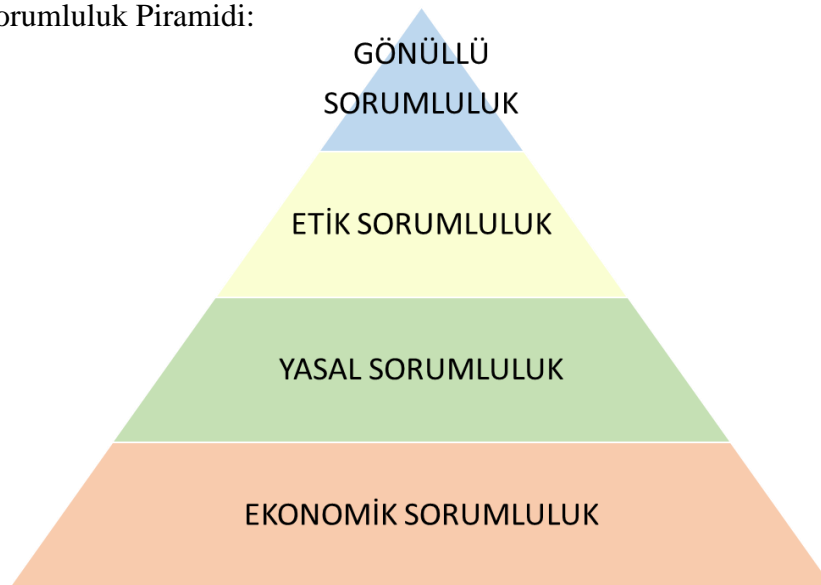 orumluluk Piramidi:
GÖNÜLLÜ
SORUMLULUK
ETİK SORUMLULUK
YASAL SORUMLULUK
EKONOMİK SORUMLULUK